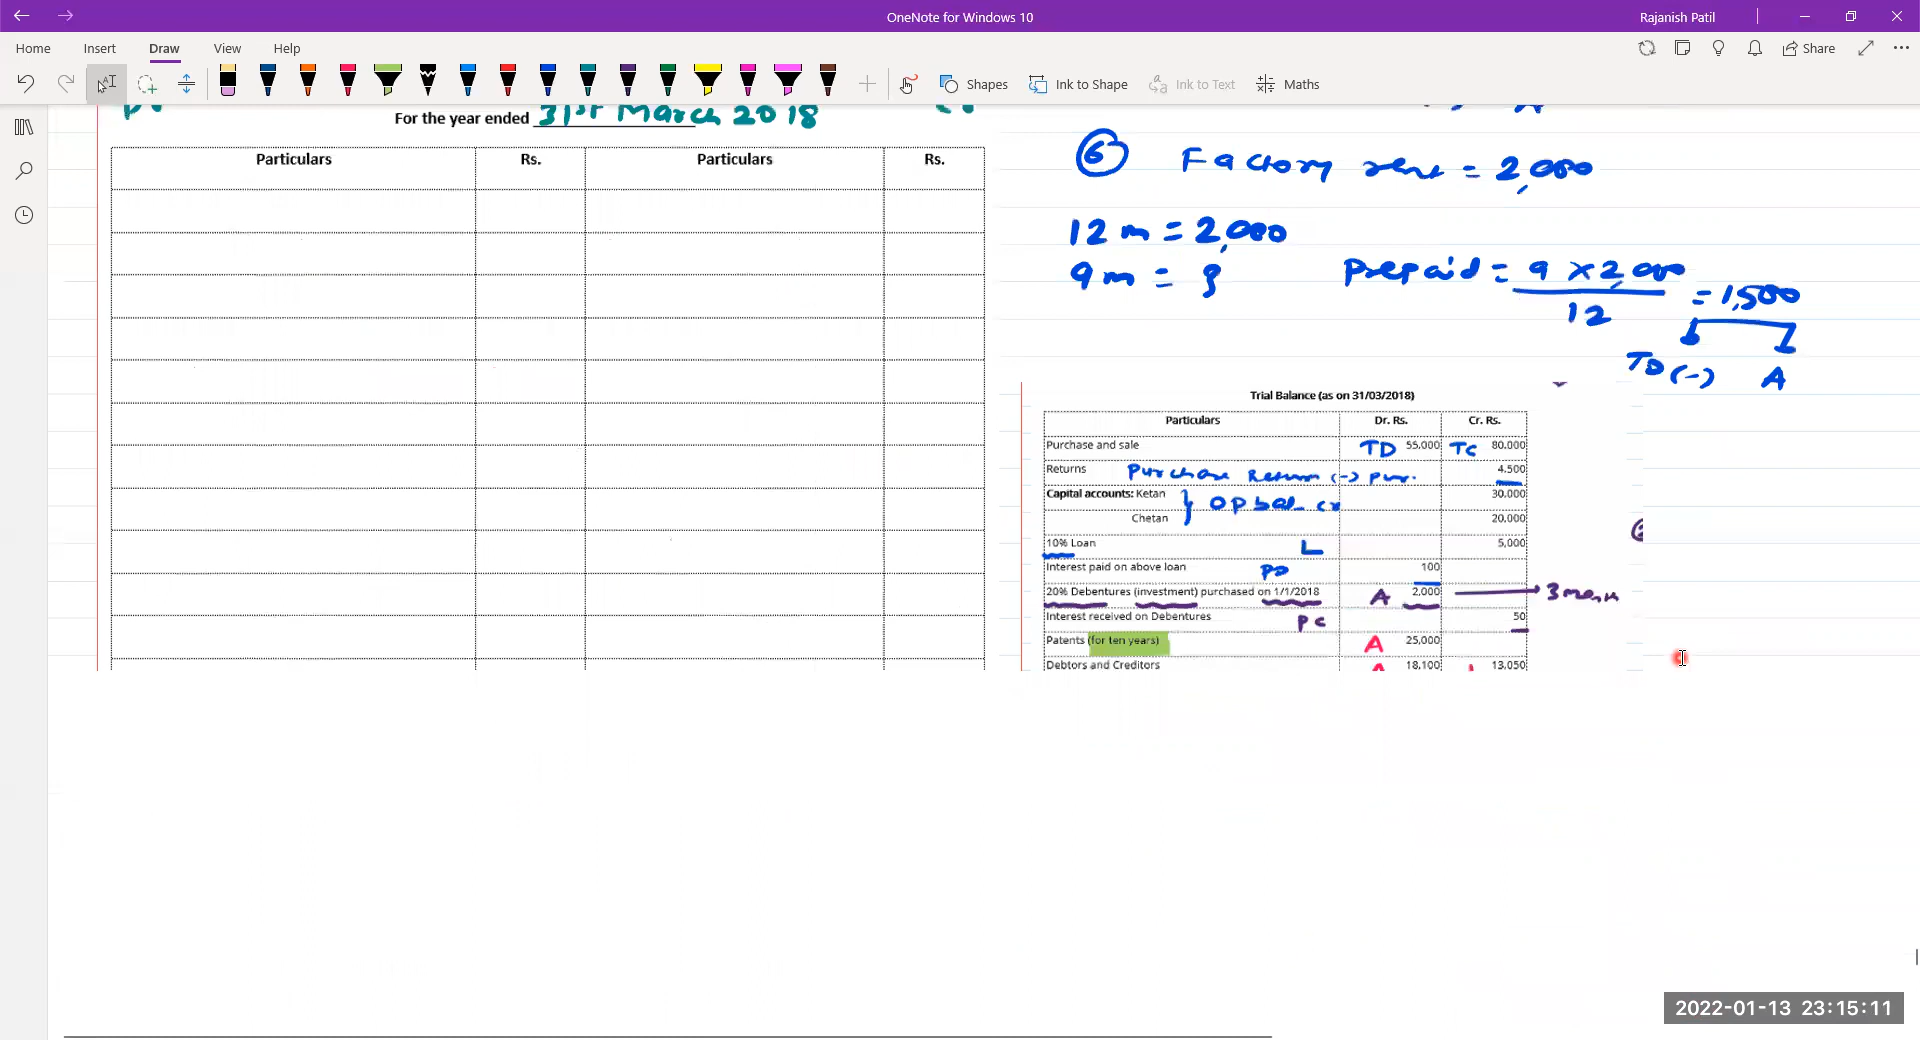 OneNote for Windows 10
Rajanish Patil
Home Insert Draw View Help
Share
Shapes Ink to Shape Ink to Text Maths
For the year ended 31st March 2018
Particulars Rs. Particulars Rs.
6 Factory rent = 2,000
12 m = 2,000
9 m = ?
Prepaid = 9 x 2,000
12
= 1,500
TD (-) A
Trial Balance (as on 31/03/2018)
Particulars Dr. Rs. Cr. Rs.
Purchase and sale TD 55,000 TC 80,000
Returns Purchase Return (-) Pur. 4,500
Capital accounts: Ketan 30,000
} OP bal_ cr
Chetan 20,000
10% Loan L 5,000
Interest paid on above loan PD 100
20% Debentures (investment) purchased on 1/1/2018 A 2,000
Interest received on Debentures PC 50
Patents (for ten years) A 25,000
Debtors and Creditors 18,100 13,050
2022-01-13 23:15:11